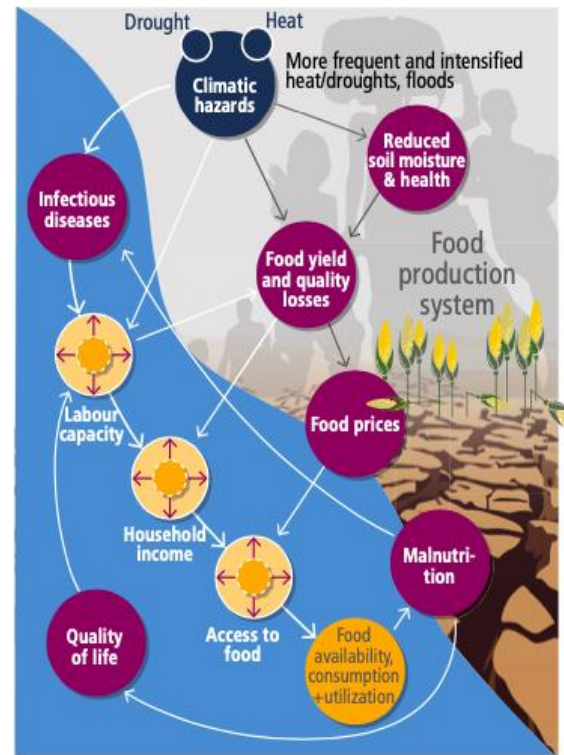 Drought
Heat
Climatic
hazards
More frequent and intensified
heat/droughts, floods
Reduced
soil moisture
& health
Infectious
diseases
Food yield
and quality
losses
Food
production
system
Labour
capacity
Food prices
Household
income
Malnutri-
tion
Access to
food
Quality
of life
Food
availability,
consumption
+utilization